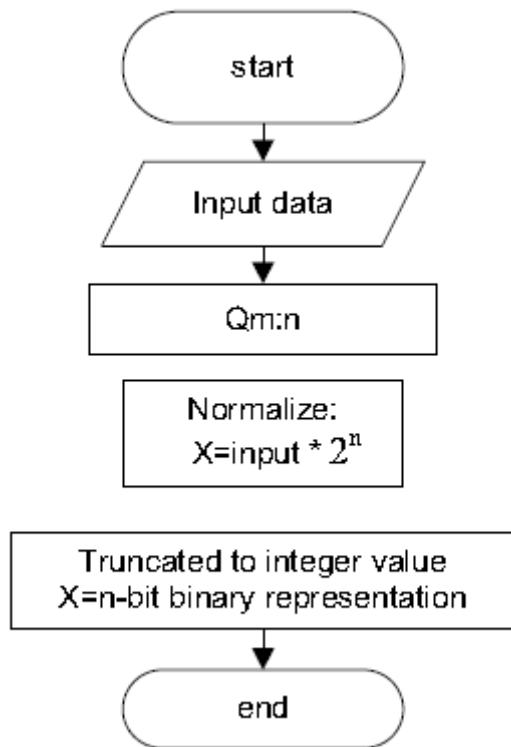 start
Input data
Qm:n
Normalize:
X=input * 2ⁿ
Truncated to integer value
X=n-bit binary representation
end